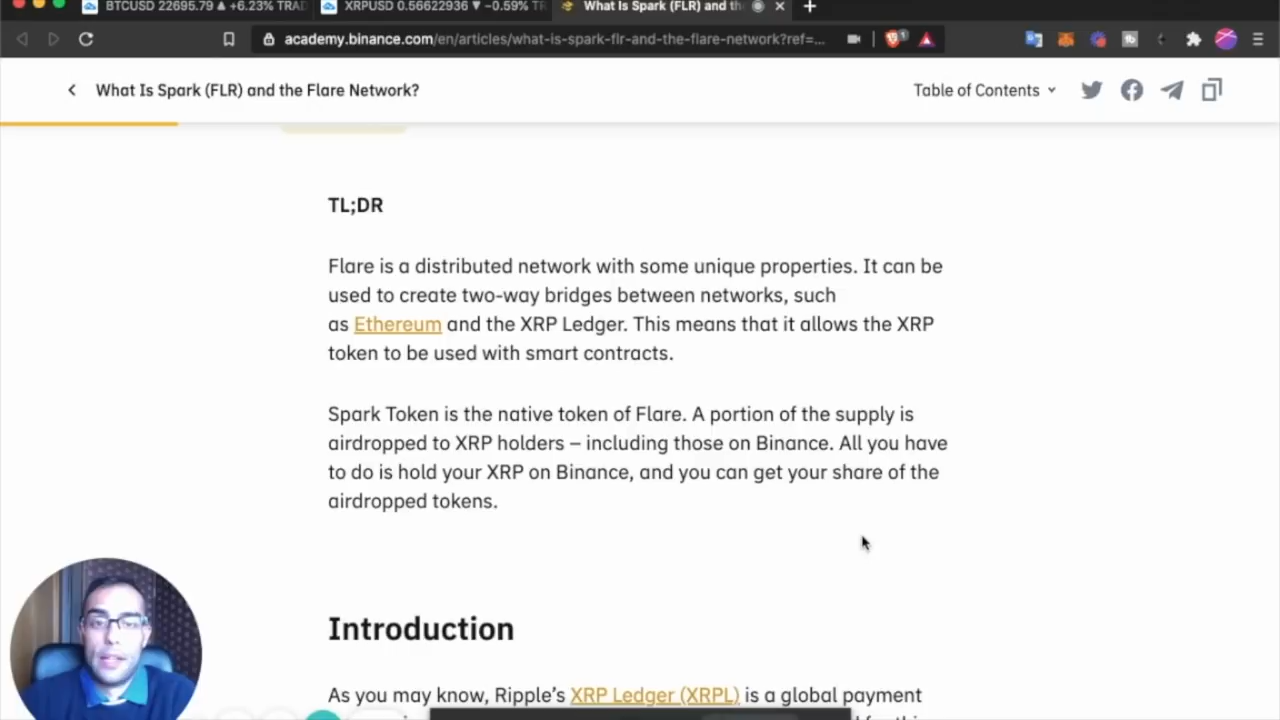 BTCUSD 22695.79 ▲ +6.23%
XRPUSD 0.56622936 ▼ −0.59%
What Is Spark (FLR) and
academy.binance.com/en/articles/what-is-spark-flr-and-the-flare-network?ref=...
1
What Is Spark (FLR) and the Flare Network?
Table of Contents
TL;DR
Flare is a distributed network with some unique properties. It can be
used to create two-way bridges between networks, such
as Ethereum and the XRP Ledger. This means that it allows the XRP
token to be used with smart contracts.
Spark Token is the native token of Flare. A portion of the supply is
airdropped to XRP holders – including those on Binance. All you have
to do is hold your XRP on Binance, and you can get your share of the
airdropped tokens.
Introduction
As you may know, Ripple’s XRP Ledger (XRPL) is a global payment